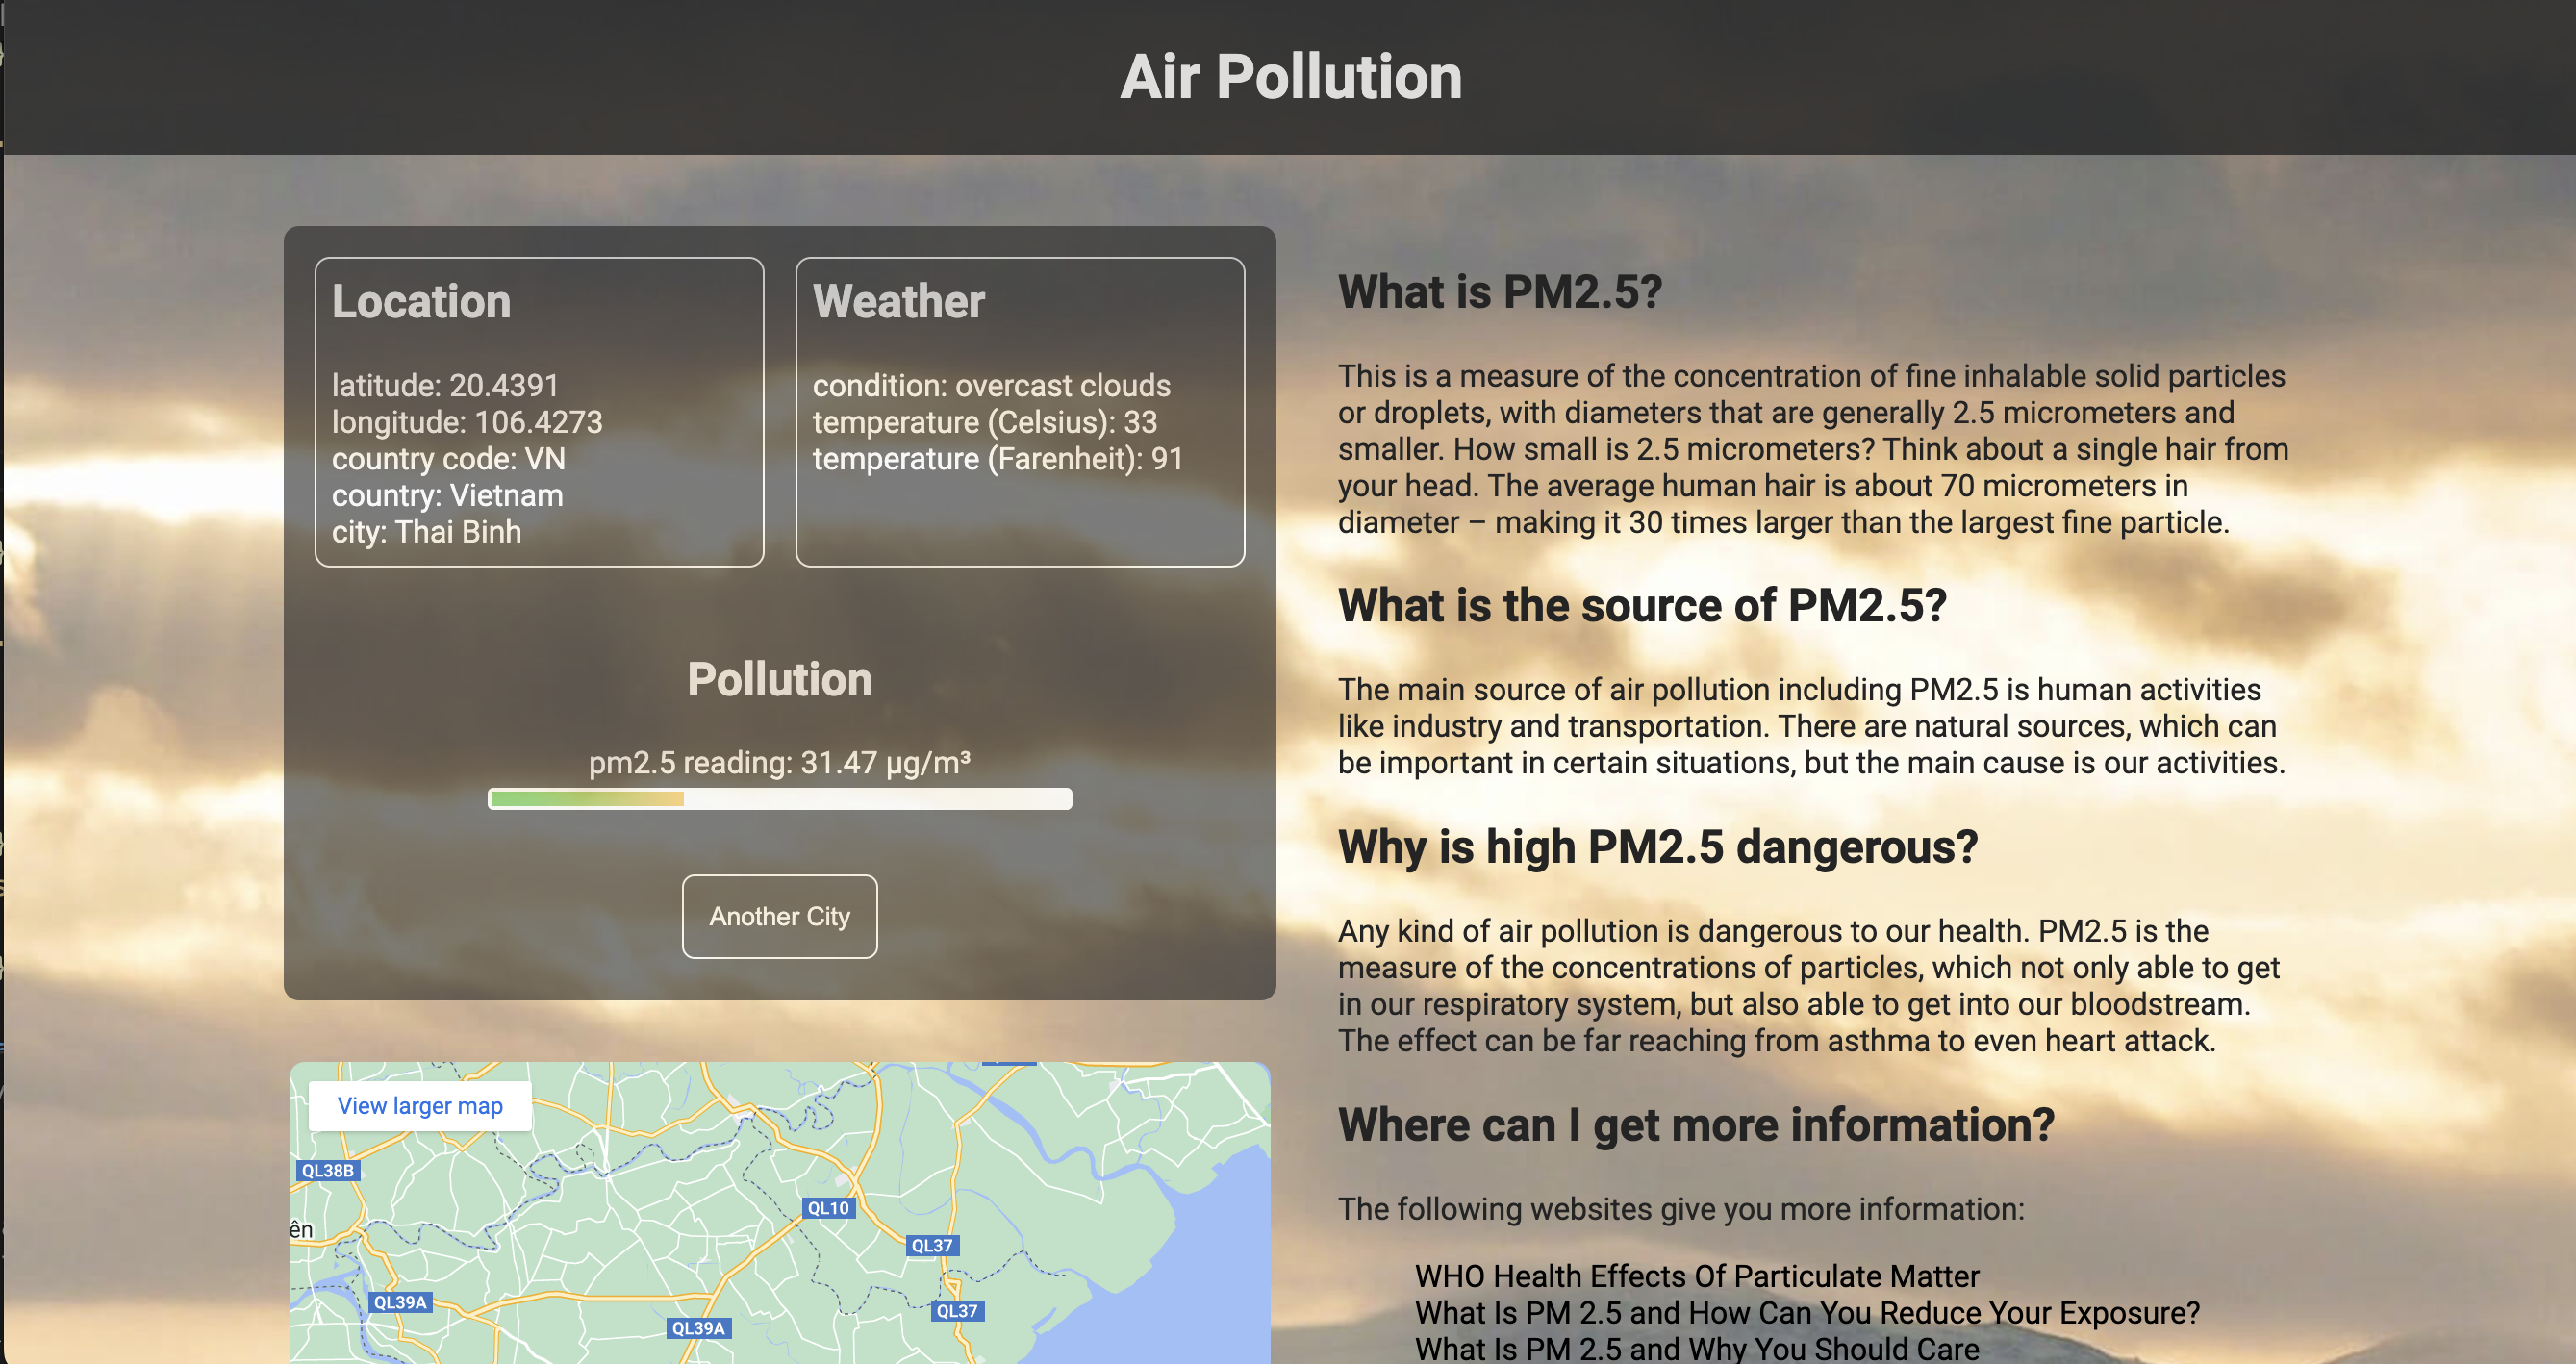 Air Pollution
Location
latitude: 20.4391
longitude: 106.4273
country code: VN
country: Vietnam
city: Thai Binh
Weather
condition: overcast clouds
temperature (Celsius): 33
temperature (Farenheit): 91
Pollution
pm2.5 reading: 31.47 µg/m³
Another City
View larger map
QL38B
QL10
ên
QL37
QL39A
QL37
QL39A
What is PM2.5?
This is a measure of the concentration of fine inhalable solid particles
or droplets, with diameters that are generally 2.5 micrometers and
smaller. How small is 2.5 micrometers? Think about a single hair from
your head. The average human hair is about 70 micrometers in
diameter – making it 30 times larger than the largest fine particle.
What is the source of PM2.5?
The main source of air pollution including PM2.5 is human activities
like industry and transportation. There are natural sources, which can
be important in certain situations, but the main cause is our activities.
Why is high PM2.5 dangerous?
Any kind of air pollution is dangerous to our health. PM2.5 is the
measure of the concentrations of particles, which not only able to get
in our respiratory system, but also able to get into our bloodstream.
The effect can be far reaching from asthma to even heart attack.
Where can I get more information?
The following websites give you more information:
WHO Health Effects Of Particulate Matter
What Is PM 2.5 and How Can You Reduce Your Exposure?
What Is PM 2.5 and Why You Should Care